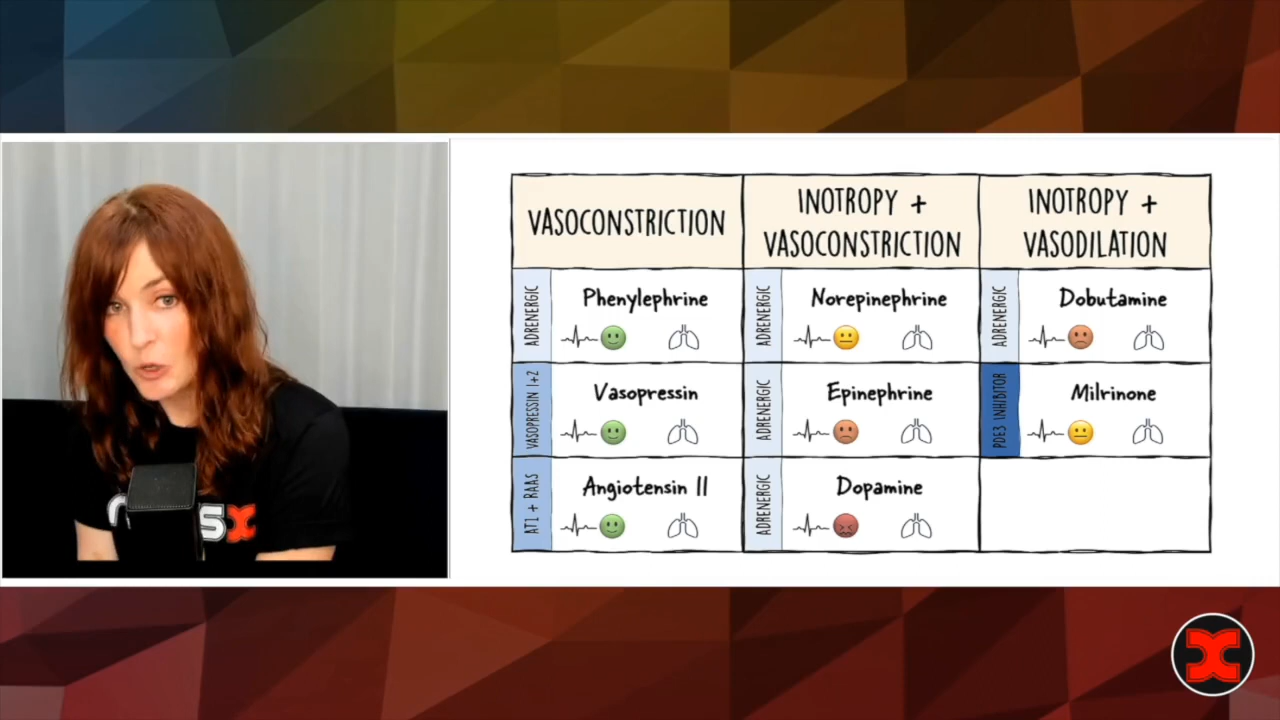 VASOCONSTRICTION
INOTROPY +
VASOCONSTRICTION
INOTROPY +
VASODILATION
ADRENERGIC
Phenylephrine
ADRENERGIC
Norepinephrine
ADRENERGIC
Dobutamine
VASOPRESSIN 1+2
Vasopressin
ADRENERGIC
Epinephrine
PDE3 INHIBITOR
Milrinone
AT1 + RAAS
Angiotensin II
ADRENERGIC
Dopamine